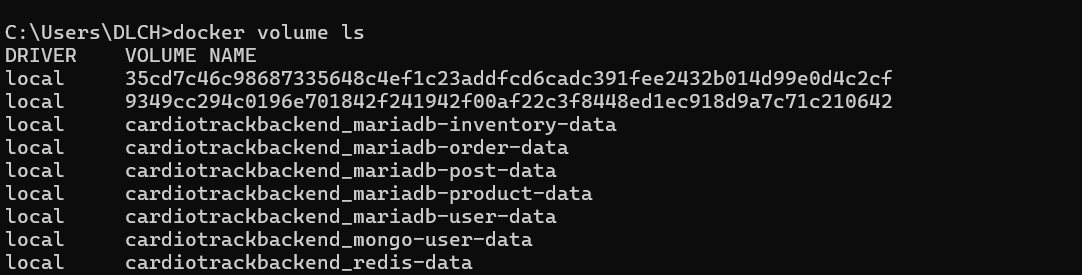 C:\Users\DLCH>docker volume ls
DRIVER    VOLUME NAME
local     35cd7c46c98687335648c4ef1c23addfcd6cadc391fee2432b014d99e0d4c2cf
local     9349cc294c0196e701842f241942f00af22c3f8448ed1ec918d9a7c71c210642
local     cardiotrackbackend_mariadb-inventory-data
local     cardiotrackbackend_mariadb-order-data
local     cardiotrackbackend_mariadb-post-data
local     cardiotrackbackend_mariadb-product-data
local     cardiotrackbackend_mariadb-user-data
local     cardiotrackbackend_mongo-user-data
local     cardiotrackbackend_redis-data